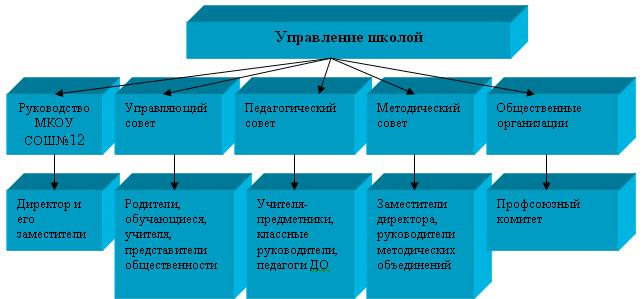 Управление школой
Руководство
МКОУ
СОШ№12
Управляющий
совет
Педагогический
совет
Методический
совет
Общественные
организации
Директор и
его
заместители
Родители,
обучающиеся,
учителя,
представители
общественности
Учителя-
предметники,
классные
руководители,
педагоги ДО
Заместители
директора,
руководители
методических
объединений
Профсоюзный
комитет